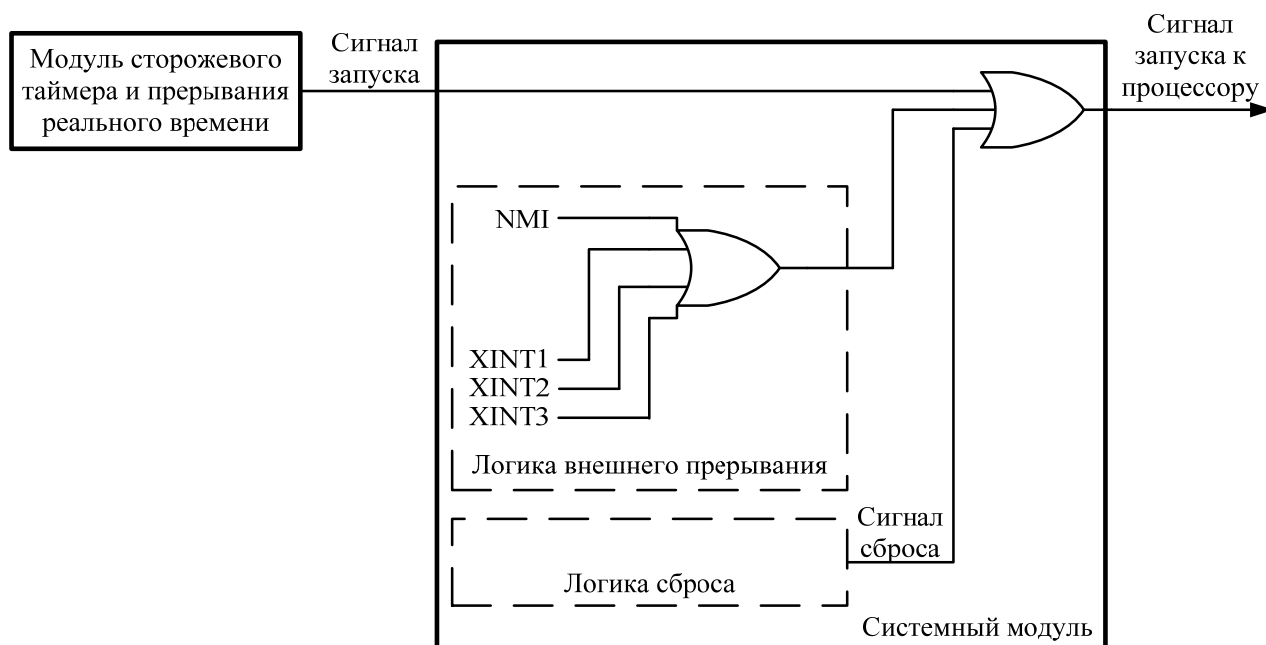 Модуль сторожевого
таймера и прерывания
реального времени
Сигнал
запуска
Сигнал
запуска к
процессору
NMI
XINT1
XINT2
XINT3
Логика внешнего прерывания
Сигнал
сброса
Логика сброса
Системный модуль